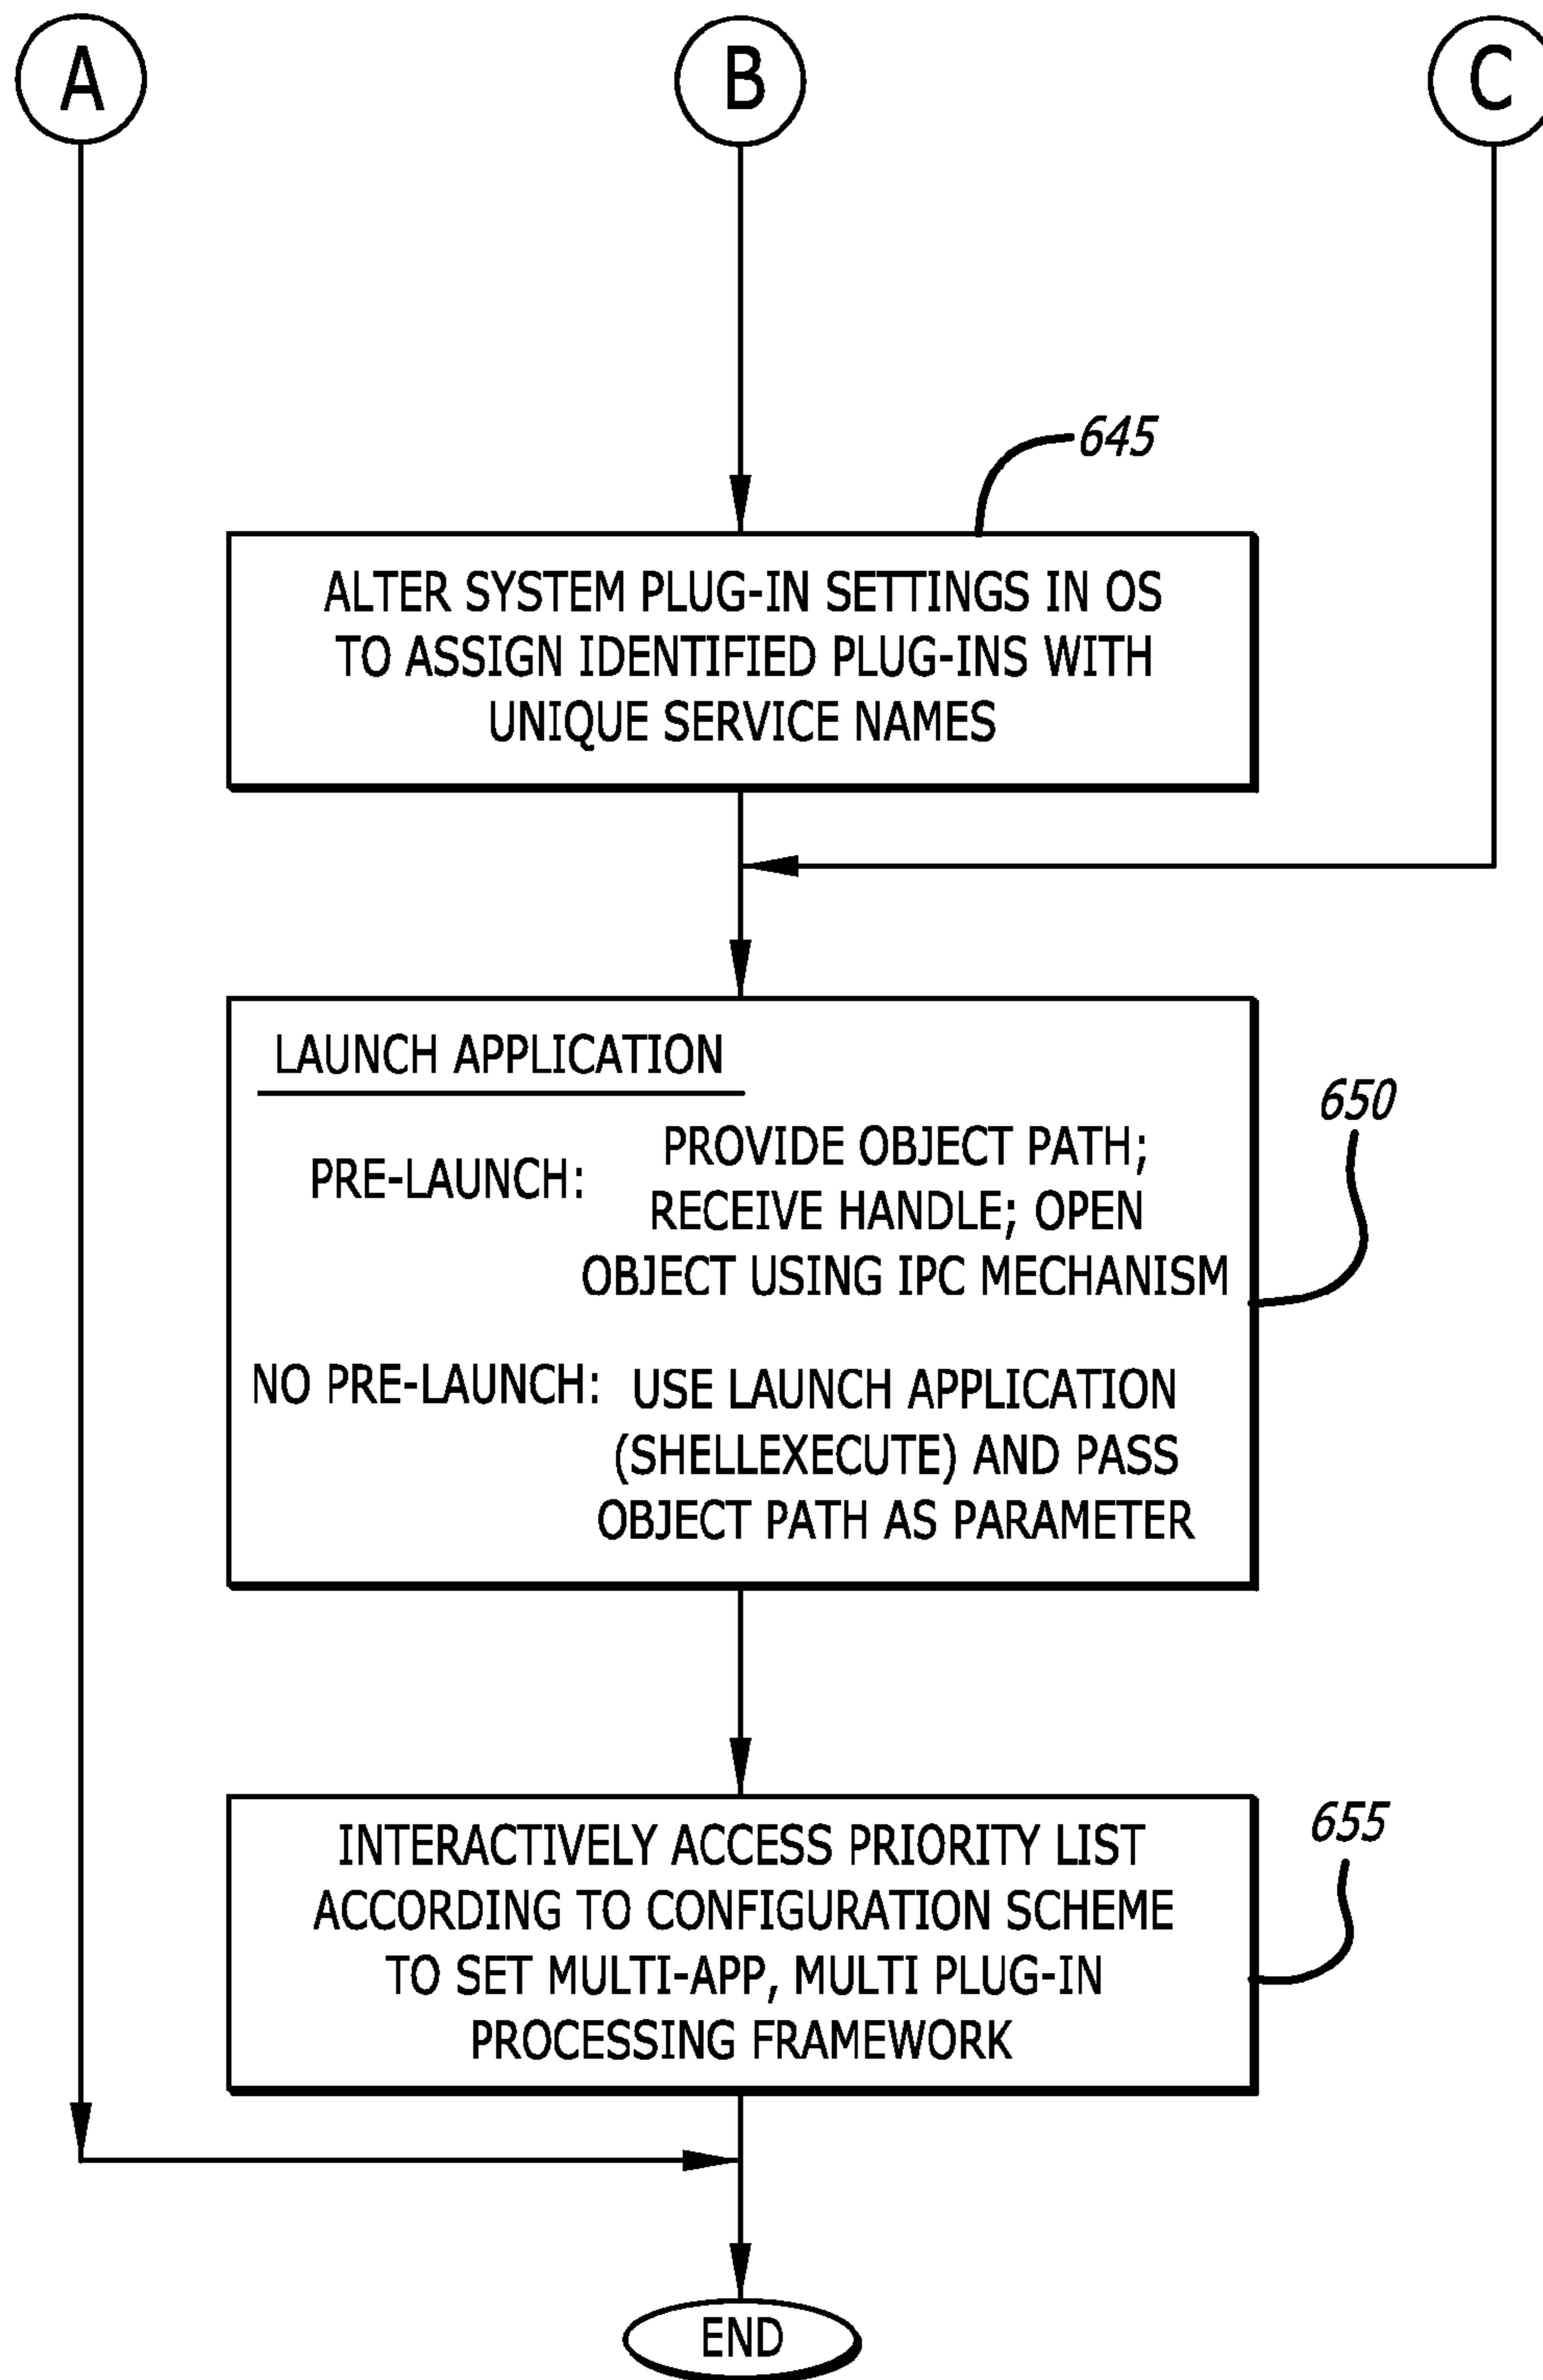 A
B
C
645
ALTER SYSTEM PLUG-IN SETTINGS IN OS
TO ASSIGN IDENTIFIED PLUG-INS WITH
UNIQUE SERVICE NAMES
LAUNCH APPLICATION
650
PRE-LAUNCH:
PROVIDE OBJECT PATH;
RECEIVE HANDLE; OPEN
OBJECT USING IPC MECHANISM
NO PRE-LAUNCH:
USE LAUNCH APPLICATION
(SHELLEXECUTE) AND PASS
OBJECT PATH AS PARAMETER
655
INTERACTIVELY ACCESS PRIORITY LIST
ACCORDING TO CONFIGURATION SCHEME
TO SET MULTI-APP, MULTI PLUG-IN
PROCESSING FRAMEWORK
END